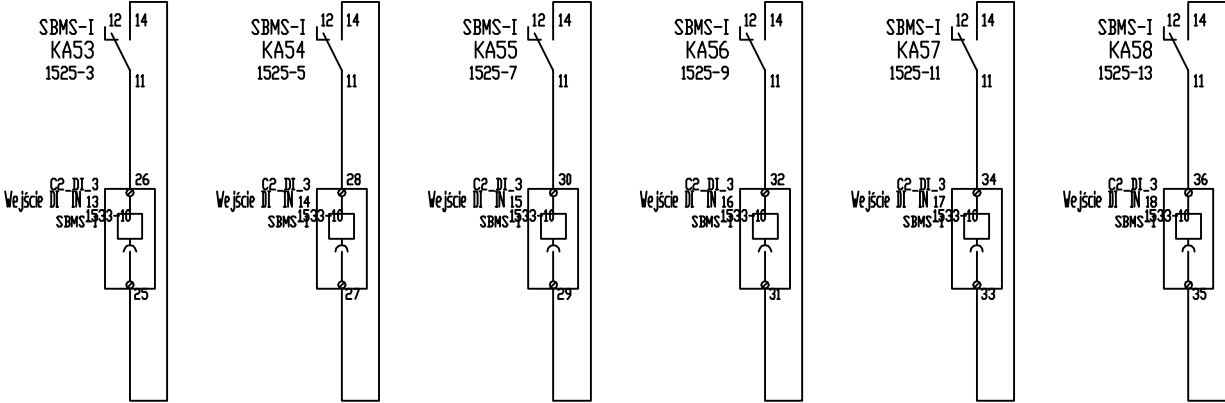 SBMS-I 12 14
KA53
1525-3
11
C2_DI_3 26
Wejście DI IN 13
1533-10
SBMS-I
25
SBMS-I 12 14
KA54
1525-5
11
C2_DI_3 28
Wejście DI IN 14
1533-10
SBMS-I
27
SBMS-I 12 14
KA55
1525-7
11
C2_DI_3 30
Wejście DI IN 15
1533-10
SBMS-I
29
SBMS-I 12 14
KA56
1525-9
11
C2_DI_3 32
Wejście DI IN 16
1533-10
SBMS-I
31
SBMS-I 12 14
KA57
1525-11
11
C2_DI_3 34
Wejście DI IN 17
1533-10
SBMS-I
33
SBMS-I 12 14
KA58
1525-13
11
C2_DI_3 36
Wejście DI IN 18
1533-10
SBMS-I
35